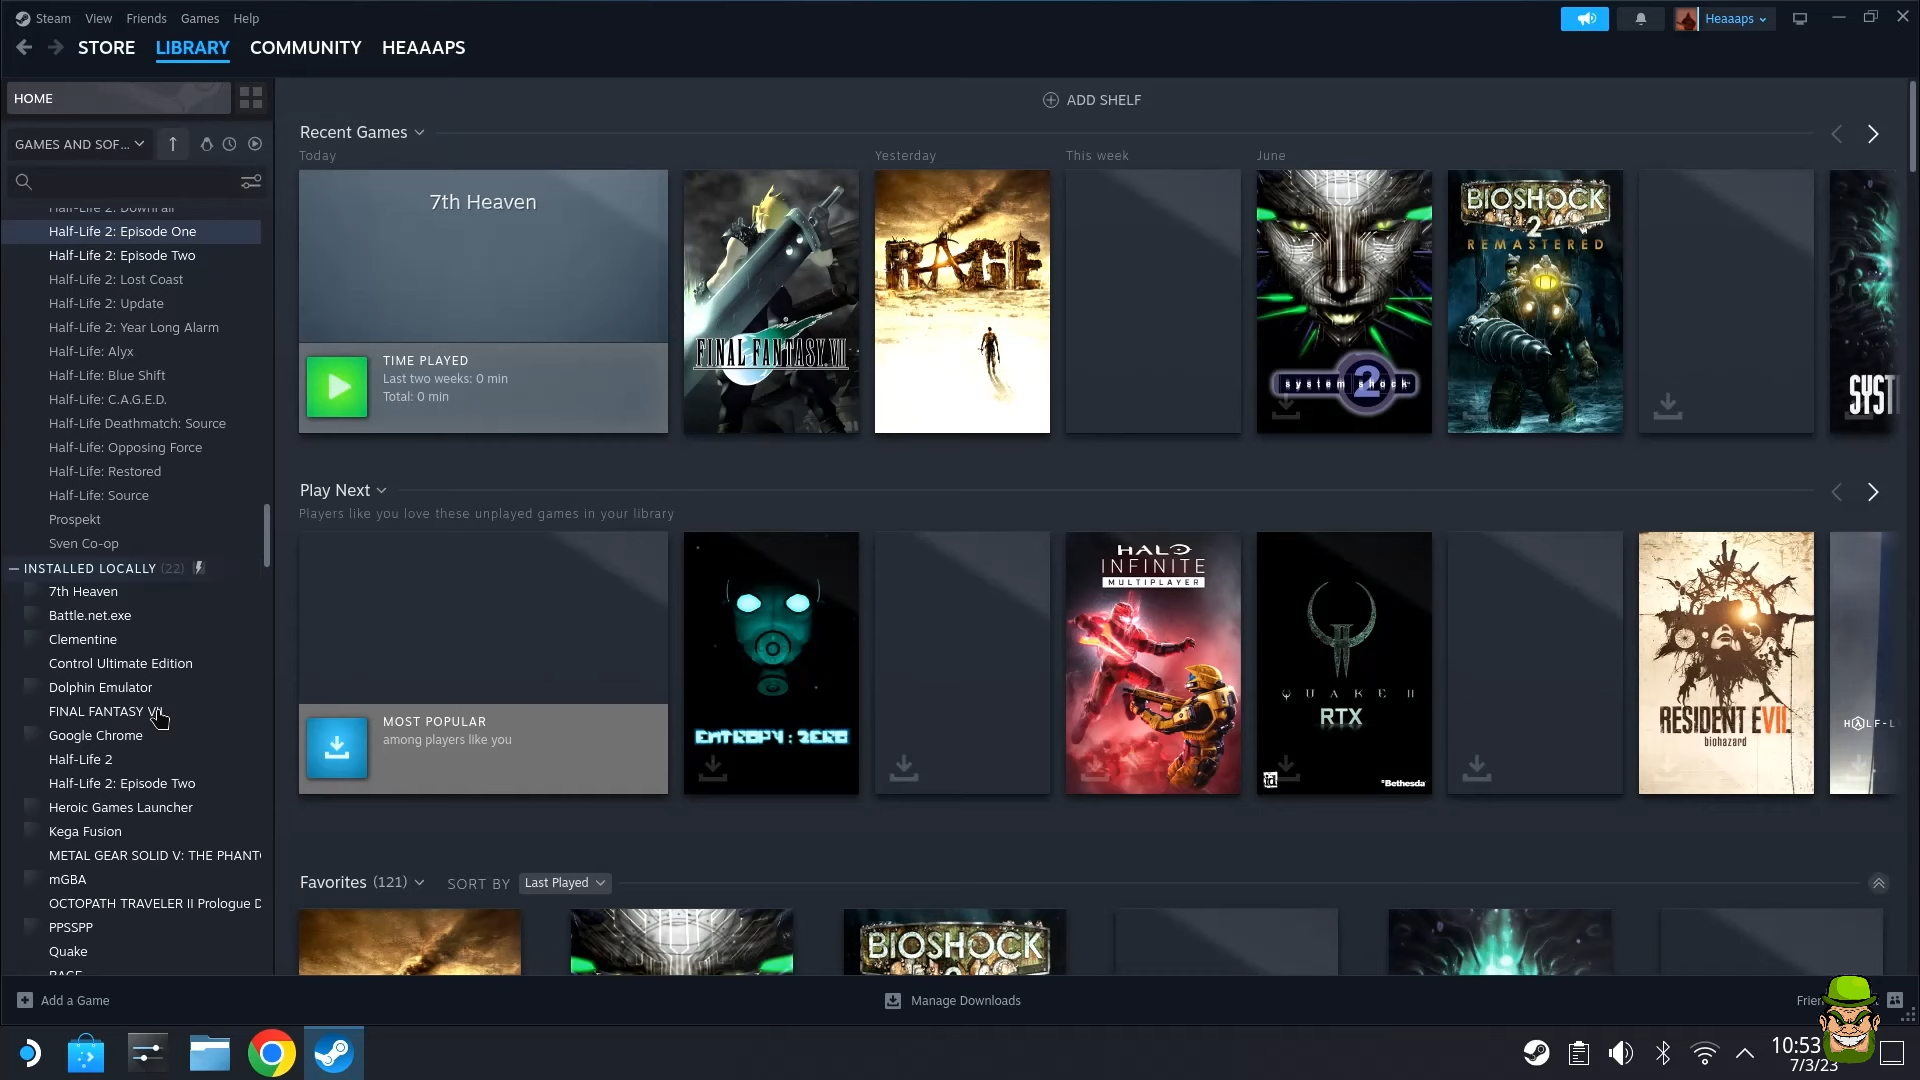 Steam View Friends Games Help
Heaaaps
STORE LIBRARY COMMUNITY HEAAAPS
HOME
ADD SHELF
GAMES AND SOF...
Recent Games
Today
Yesterday
This week
June
Half-Life 2: DownFall
Half-Life 2: Episode One
Half-Life 2: Episode Two
Half-Life 2: Lost Coast
Half-Life 2: Update
Half-Life 2: Year Long Alarm
Half-Life: Alyx
Half-Life: Blue Shift
Half-Life: C.A.G.E.D.
Half-Life Deathmatch: Source
Half-Life: Opposing Force
Half-Life: Restored
Half-Life: Source
Prospekt
Sven Co-op
INSTALLED LOCALLY (22)
7th Heaven
Battle.net.exe
Clementine
Control Ultimate Edition
Dolphin Emulator
FINAL FANTASY VII
Google Chrome
Half-Life 2
Half-Life 2: Episode Two
Heroic Games Launcher
Kega Fusion
METAL GEAR SOLID V: THE PHANT
mGBA
OCTOPATH TRAVELER II Prologue D
PPSSPP
Quake
RAGE
7th Heaven
TIME PLAYED
Last two weeks: 0 min
Total: 0 min
FINAL FANTASY VII
RAGE
system shock 2
BIOSHOCK
2
REMASTERED
SYST
Play Next
Players like you love these unplayed games in your library
MOST POPULAR
among players like you
ENTROPY : ZERO
HALO
INFINITE
MULTIPLAYER
QUAKE II
RTX
id
Bethesda
RESIDENT EVIL
biohazard
HALF-L
Favorites (121)
SORT BY Last Played
BIOSHOCK
Add a Game
Manage Downloads
Frien
10:53
7/3/23